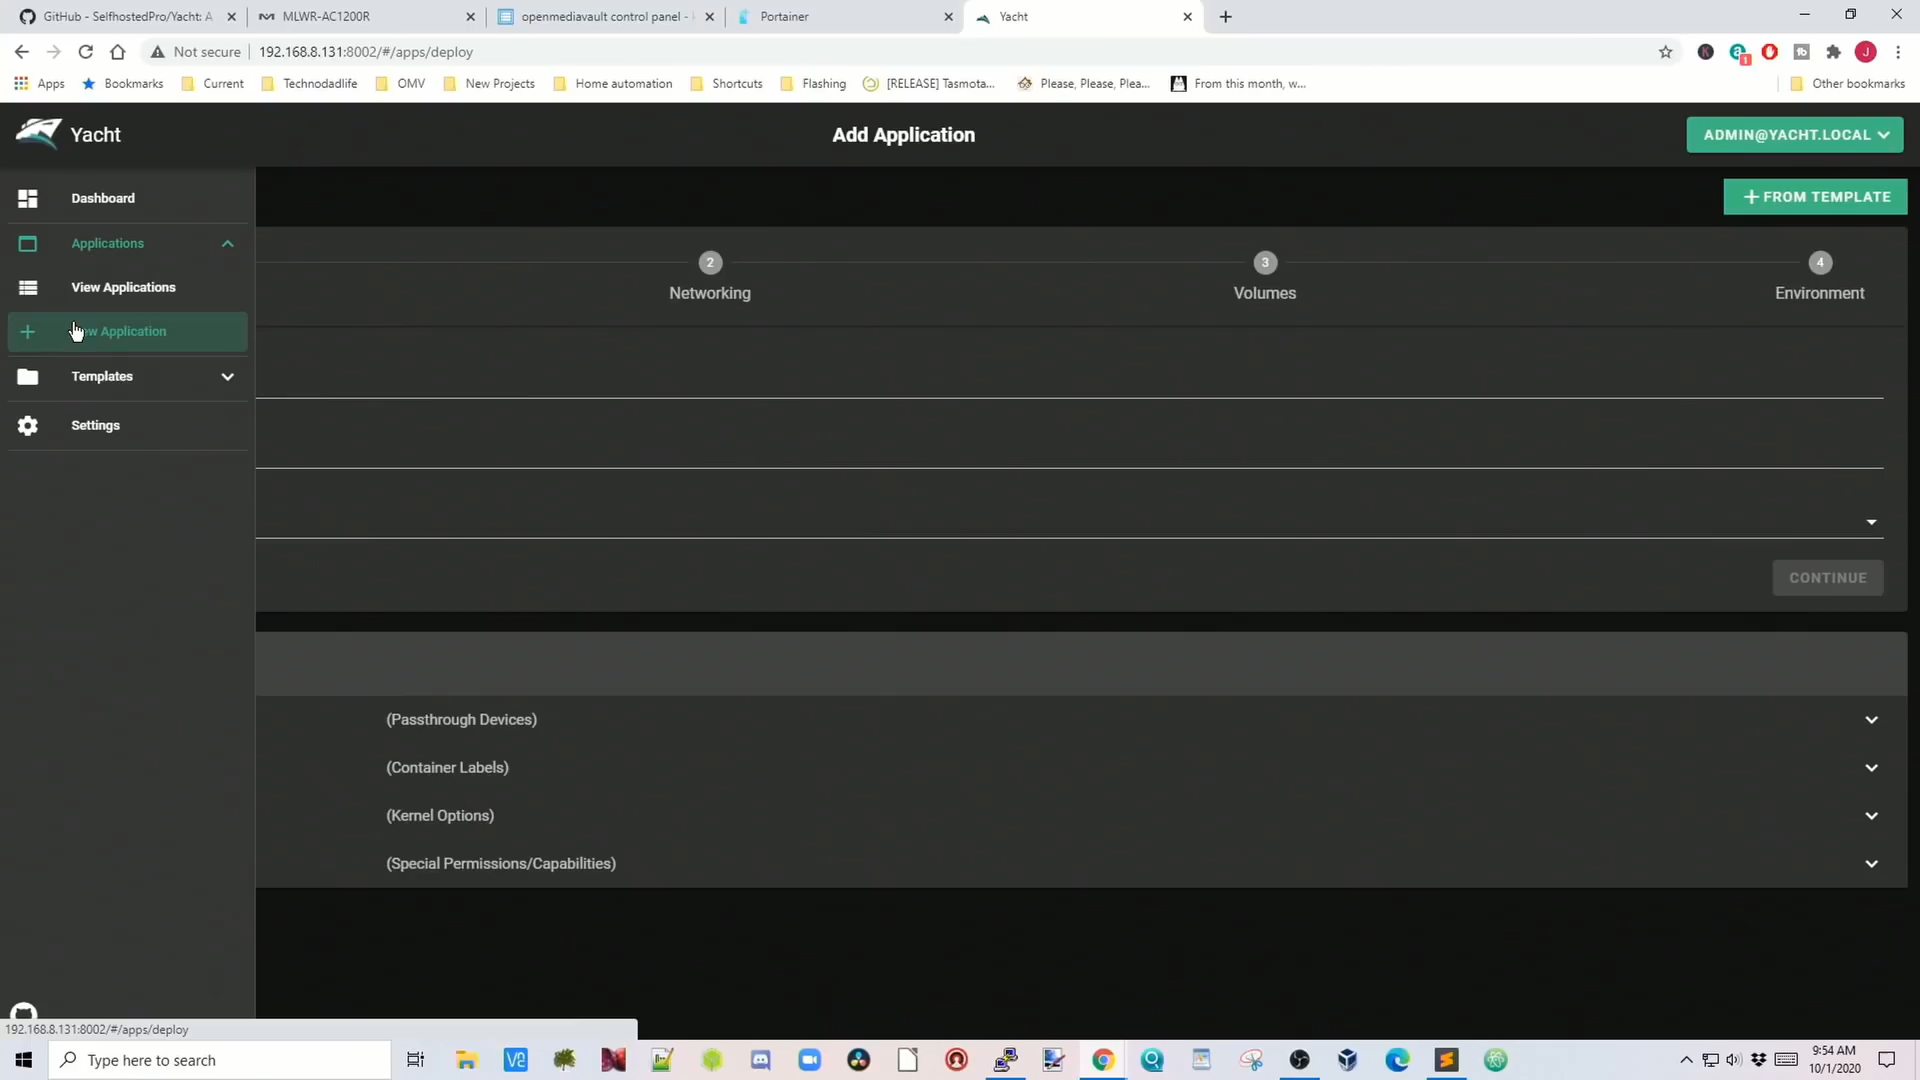 GitHub - SelfhostedPro/Yacht: A
MLWR-AC1200R
openmediavault control panel -
Portainer
Yacht
Not secure
192.168.8.131:8002/#/apps/deploy
Apps
Bookmarks
Current
Technodadlife
OMV
New Projects
Home automation
Shortcuts
Flashing
[RELEASE] Tasmota...
Please, Please, Plea...
From this month, w...
Other bookmarks
Yacht
Add Application
ADMIN@YACHT.LOCAL
Dashboard
+ FROM TEMPLATE
Applications
2
3
4
View Applications
Networking
Volumes
Environment
Application
Templates
Settings
CONTINUE
(Passthrough Devices)
(Container Labels)
(Kernel Options)
(Special Permissions/Capabilities)
192.168.8.131:8002/#/apps/deploy
Type here to search
9:54 AM
10/1/2020